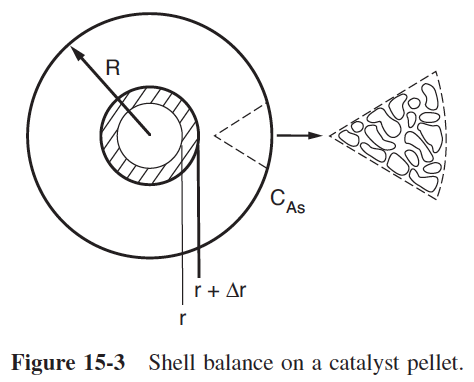 R
C_As
r + Δr
r
Figure 15-3 Shell balance on a catalyst pellet.